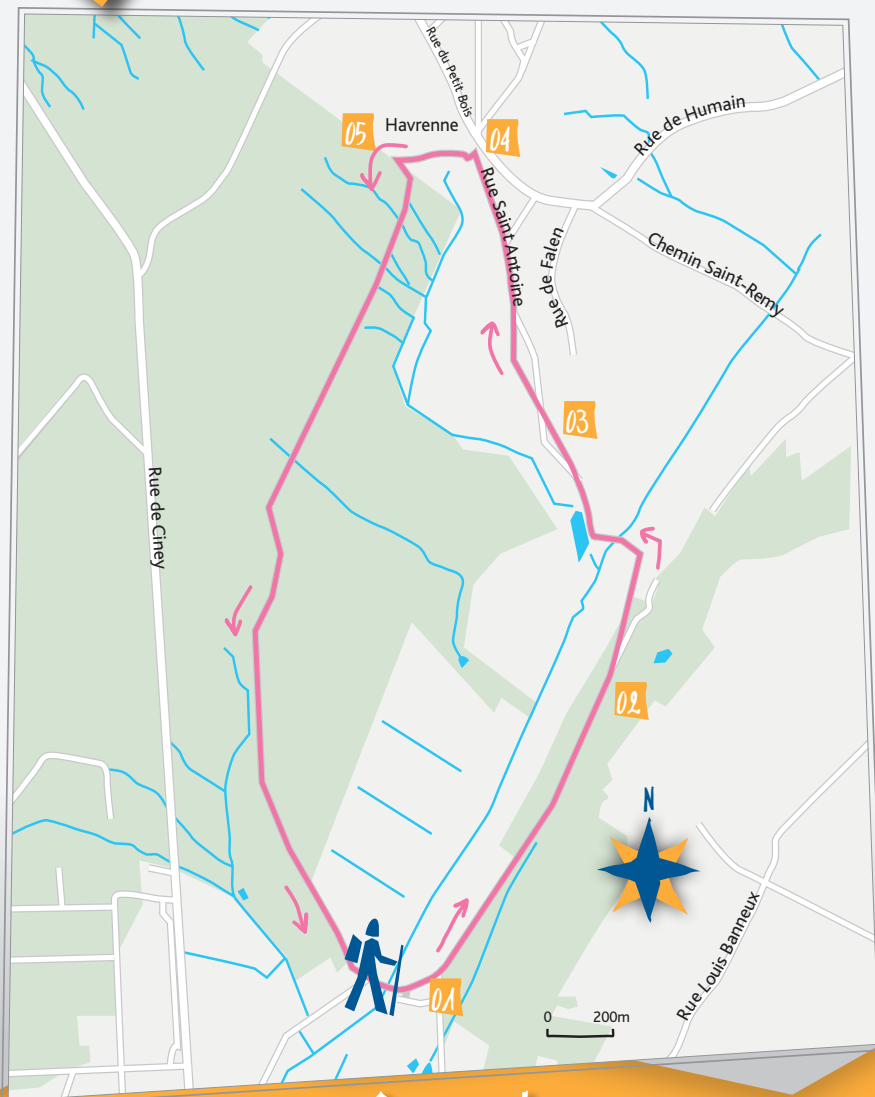 Rue du Petit Bois
05
Havrenne
04
Rue de Humain
Rue Saint Antoine
Rue de Falen
Chemin Saint-Remy
03
Rue de Ciney
02
N
Rue Louis Banneux
01
0 200m